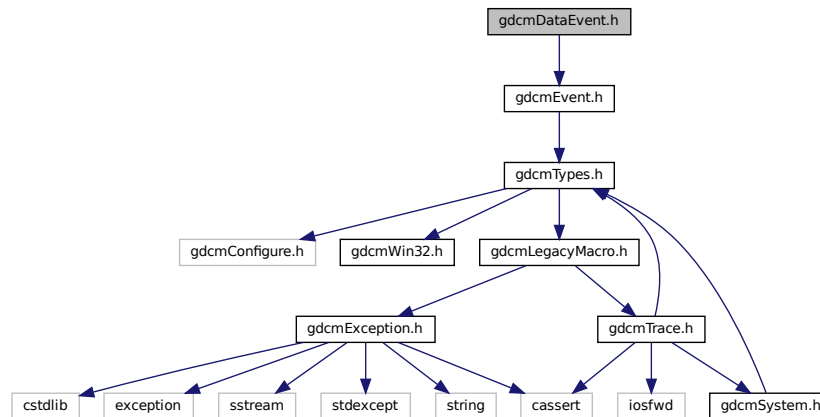 gdcmDataEvent.h
gdcmEvent.h
gdcmTypes.h
gdcmConfigure.h
gdcmWin32.h
gdcmLegacyMacro.h
gdcmException.h
gdcmTrace.h
cstdlib
exception
sstream
stdexcept
string
cassert
iosfwd
gdcmSystem.h